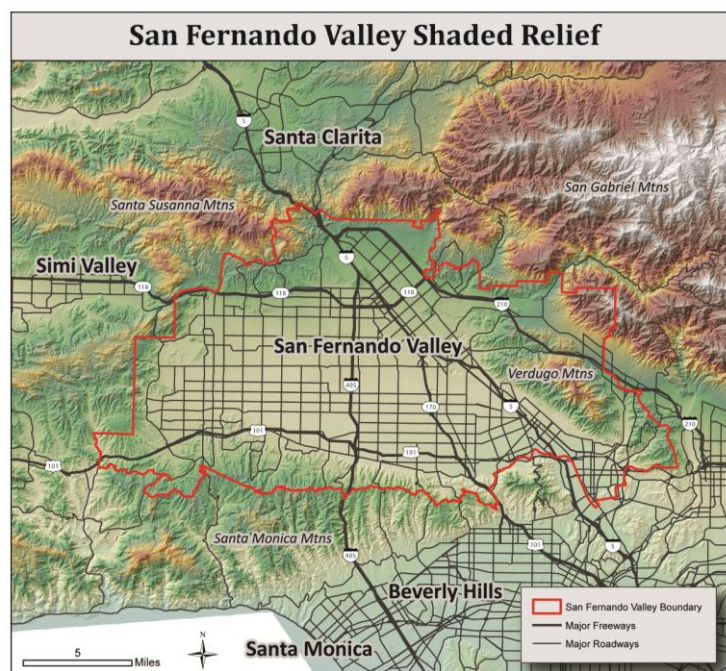 San Fernando Valley Shaded Relief
5
Santa Clarita
San Gabriel Mtns
Santa Susanna Mtns
5
Simi Valley
118
118
118
210
San Fernando Valley
Verdugo Mtns
405
170
5
101
101
101
210
Santa Monica Mtns
405
101
5
Beverly Hills
Santa Monica
N
5
Miles
San Fernando Valley Boundary
Major Freeways
Major Roadways